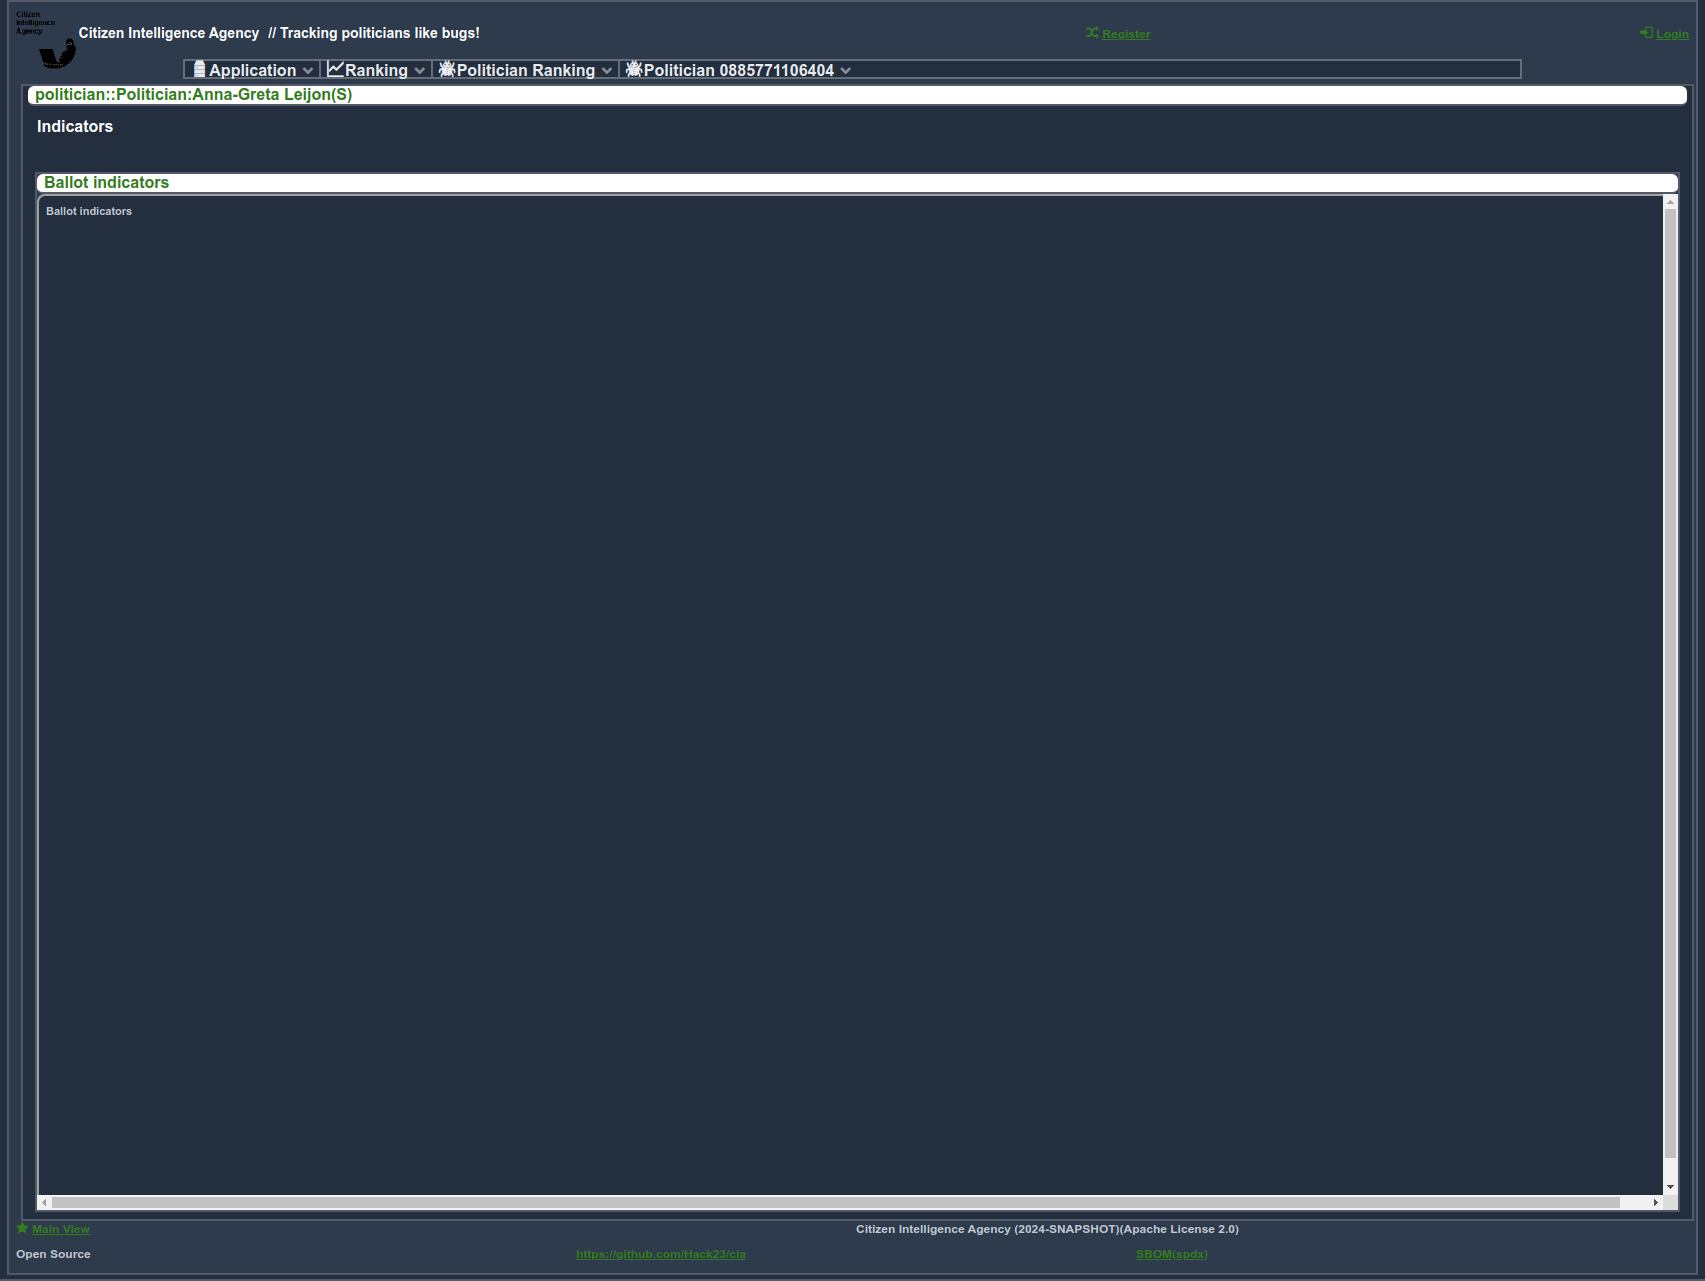 Citizen
Intelligence
Agency
Citizen Intelligence Agency // Tracking politicians like bugs!
Register
Login
Application
Ranking
Politician Ranking
Politician 0885771106404
politician::Politician:Anna-Greta Leijon(S)
Indicators
Ballot indicators
Ballot indicators
Main View
Citizen Intelligence Agency (2024-SNAPSHOT)(Apache License 2.0)
Open Source
https://github.com/Hack23/cia
SBOM(spdx)